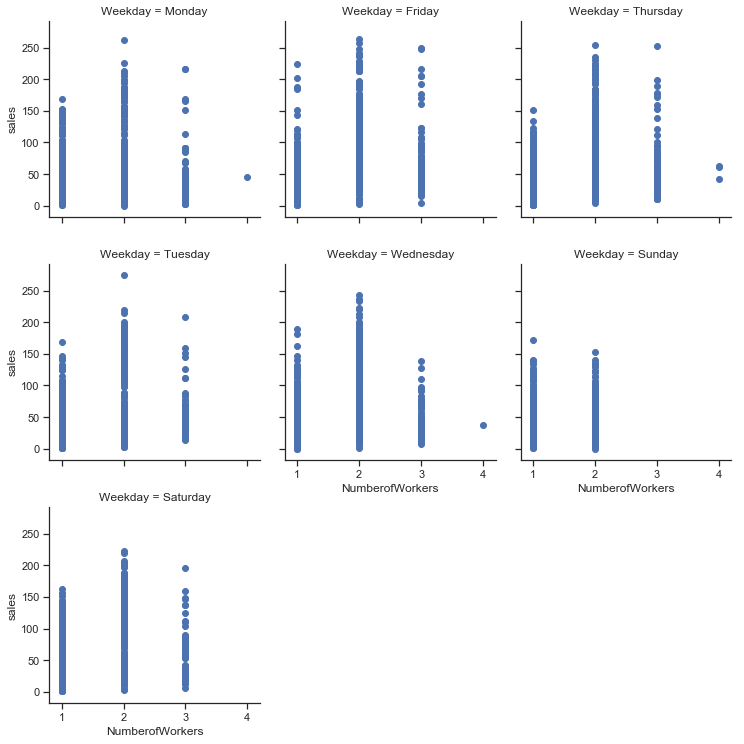 Weekday = Monday
Weekday = Friday
Weekday = Thursday
250
200
150
100
50
0
sales
Weekday = Tuesday
Weekday = Wednesday
Weekday = Sunday
250
200
150
100
50
0
sales
1 2 3 4
1 2 3 4
NumberofWorkers
NumberofWorkers
Weekday = Saturday
250
200
150
100
50
0
sales
1 2 3 4
NumberofWorkers